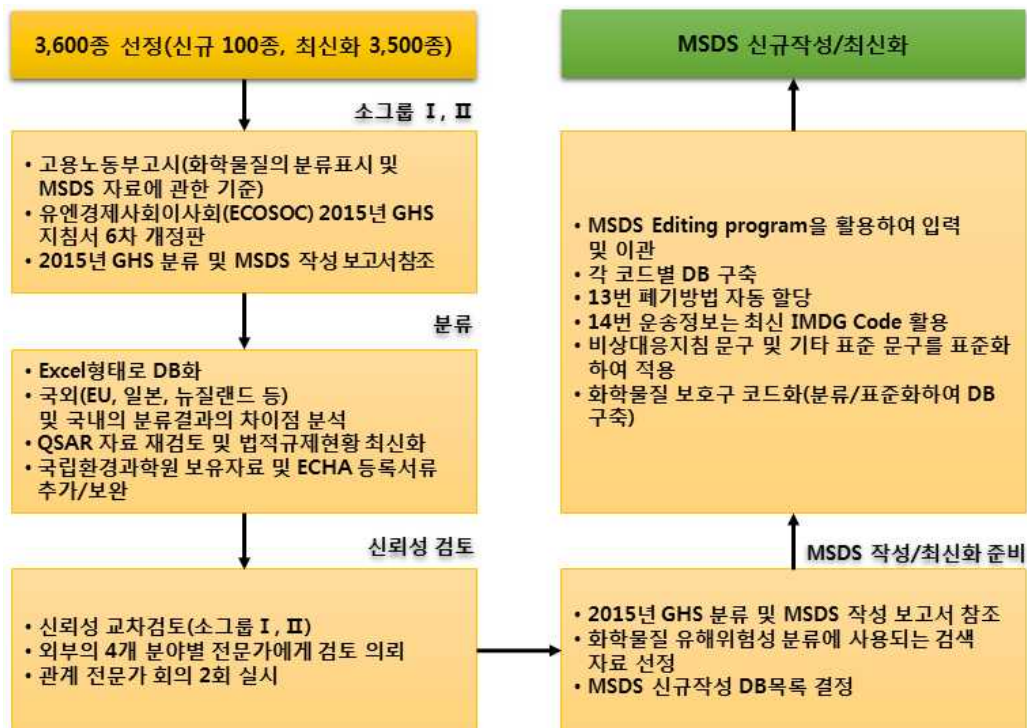 3,600종 선정(신규 100종, 최신화 3,500종)
소그룹 Ⅰ, Ⅱ
• 고용노동부고시(화학물질의 분류표시 및
MSDS 자료에 관한 기준)
• 유엔경제사회이사회(ECOSOC) 2015년 GHS
지침서 6차 개정판
• 2015년 GHS 분류 및 MSDS 작성 보고서참조
분류
• Excel형태로 DB화
• 국외(EU, 일본, 뉴질랜드 등)
및 국내의 분류결과의 차이점 분석
• QSAR 자료 재검토 및 법적규제현황 최신화
• 국립환경과학원 보유자료 및 ECHA 등록서류
추가/보완
신뢰성 검토
• 신뢰성 교차검토(소그룹 Ⅰ, Ⅱ)
• 외부의 4개 분야별 전문가에게 검토 의뢰
• 관계 전문가 회의 2회 실시
• 2015년 GHS 분류 및 MSDS 작성 보고서 참조
• 화학물질 유해위험성 분류에 사용되는 검색
자료 선정
• MSDS 신규작성 DB목록 결정
MSDS 작성/최신화 준비
• MSDS Editing program을 활용하여 입력
및 이관
• 각 코드별 DB 구축
• 13번 폐기방법 자동 할당
• 14번 운송정보는 최신 IMDG Code 활용
• 비상대응지침 문구 및 기타 표준 문구를 표준화
하여 적용
• 화학물질 보호구 코드화(분류/표준화하여 DB
구축)
MSDS 신규작성/최신화